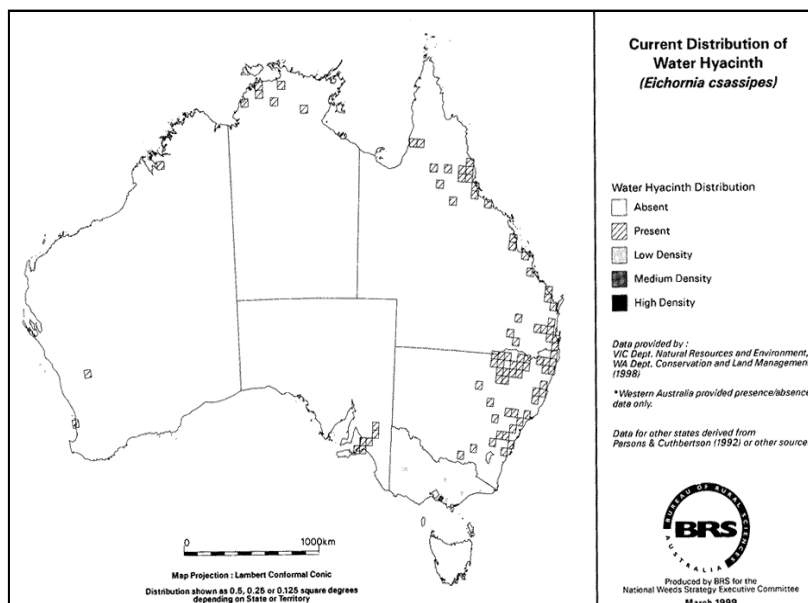 Current Distribution of
Water Hyacinth
(Eichornia csassipes)
Water Hyacinth Distribution
Absent
Present
Low Density
Medium Density
High Density
Data provided by :
VIC Dept. Natural Resources and Environment,
WA Dept. Conservation and Land Management
(1998)
*Western Australia provided presence/absence
data only.
Data for other states derived from
Parsons & Cuthbertson (1992) or other source
BUREAU OF RURAL SCIENCES
BRS
AUSTRALIA
Produced by BRS for the
National Weeds Strategy Executive Committee
March 1999
0 1000km
Map Projection : Lambert Conformal Conic
Distribution shown as 0.5, 0.25 or 0.125 square degrees
depending on State or Territory